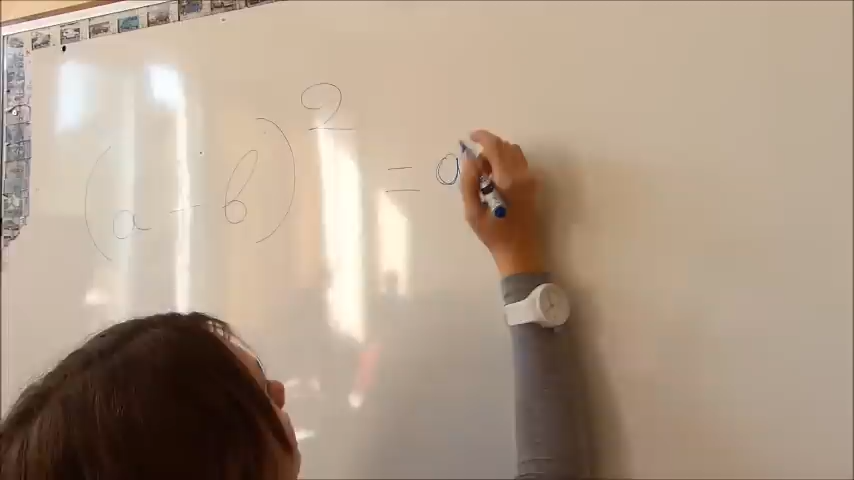 (a - b)² = a